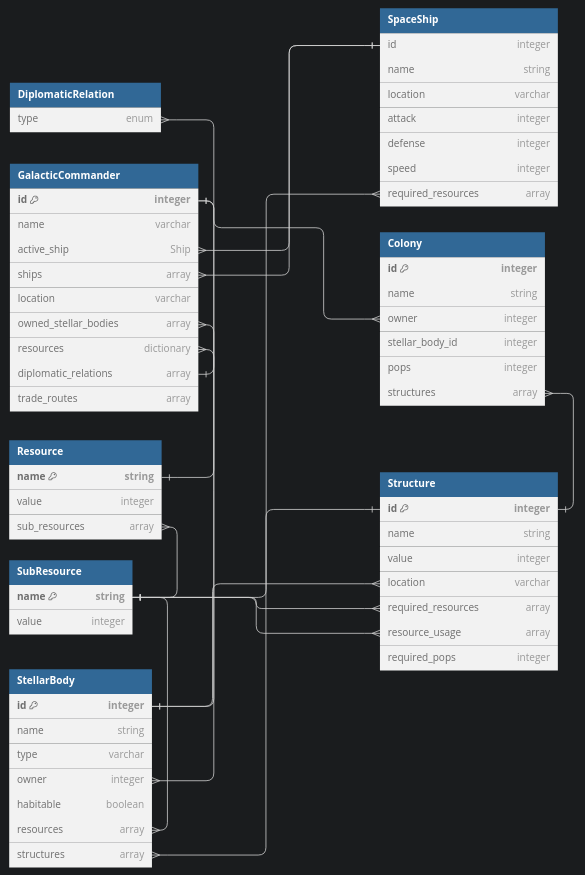 DiplomaticRelation
type enum
GalacticCommander
id integer
name varchar
active_ship Ship
ships array
location varchar
owned_stellar_bodies array
resources dictionary
diplomatic_relations array
trade_routes array
Resource
name string
value integer
sub_resources array
SubResource
name string
value integer
StellarBody
id integer
name string
type varchar
owner integer
habitable boolean
resources array
structures array
SpaceShip
id integer
name string
location varchar
attack integer
defense integer
speed integer
required_resources array
Colony
id integer
name string
owner integer
stellar_body_id integer
pops integer
structures array
Structure
id integer
name string
value integer
location varchar
required_resources array
resource_usage array
required_pops integer